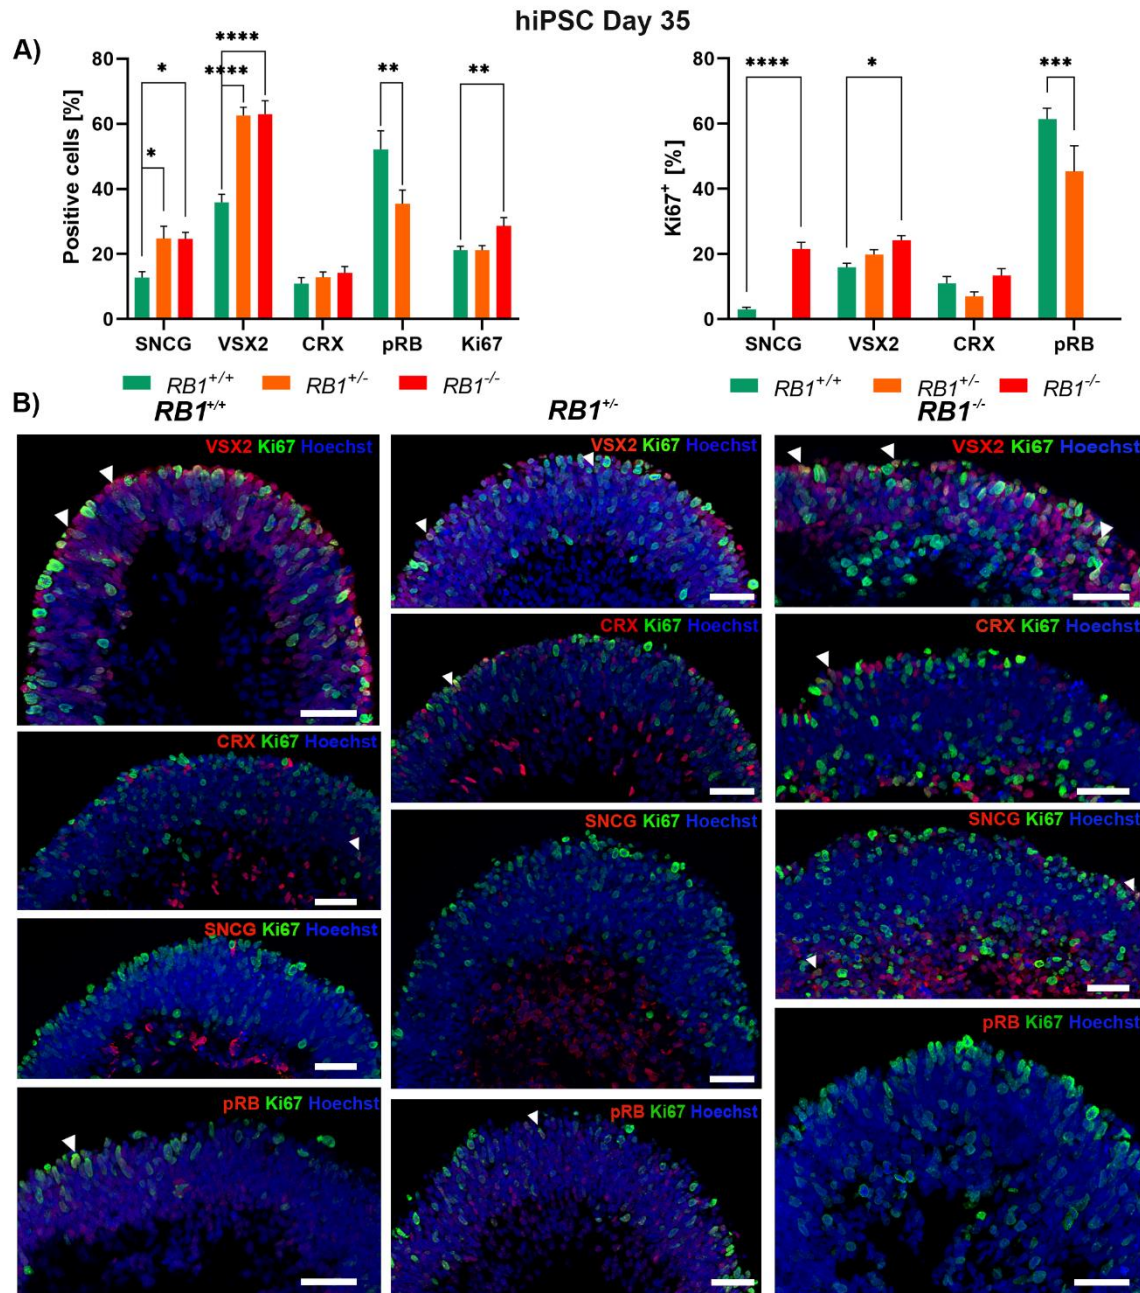 hiPSC Day 35
A)
Positive cells [%]
80
60
40
20
0
*
*
****
****
**
**
SNCG VSX2 CRX pRB Ki67
RB1+/+ RB1+/- RB1-/-
Ki67+ [%]
80
60
40
20
0
****
*
***
SNCG VSX2 CRX pRB
RB1+/+ RB1+/- RB1-/-
B)
RB1+/+ RB1+/- RB1-/-
VSX2 Ki67 Hoechst
CRX Ki67 Hoechst
SNCG Ki67 Hoechst
pRB Ki67 Hoechst
VSX2 Ki67 Hoechst
CRX Ki67 Hoechst
SNCG Ki67 Hoechst
pRB Ki67 Hoechst
VSX2 Ki67 Hoechst
CRX Ki67 Hoechst
SNCG Ki67 Hoechst
pRB Ki67 Hoechst